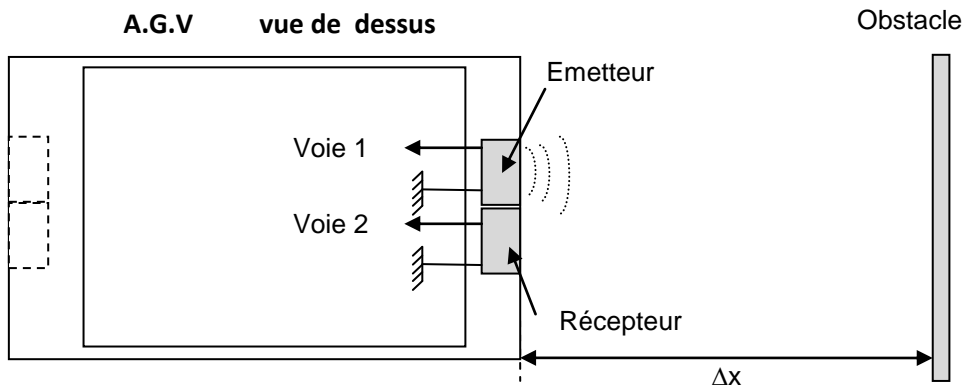 A.G.V vue de dessus
Obstacle
Emetteur
Voie 1
Voie 2
Récepteur
Δx